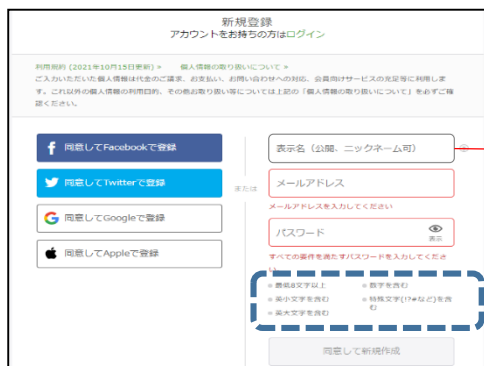 新規登録
アカウントをお持ちの方はログイン
利用規約 (2021年10月15日更新) »　個人情報の取り扱いについて »
ご入力いただいた個人情報は代金のご請求、お支払い、お問い合わせへの対応、会員向けサービスの充足等に利用しま
す。これ以外の個人情報の利用目的、その他お取り扱い等については上記の「個人情報の取り扱いについて」を必ずご確
認ください。
同意してFacebookで登録
同意してTwitterで登録
同意してGoogleで登録
同意してAppleで登録
または
表示名（公開、ニックネーム可）
メールアドレス
メールアドレスを入力してください
パスワード
表示
すべての要件を満たすパスワードを入力してくださ
い
最低8文字以上
数字を含む
英小文字を含む
特殊文字(!?#など)を含
む
英大文字を含む
同意して新規作成